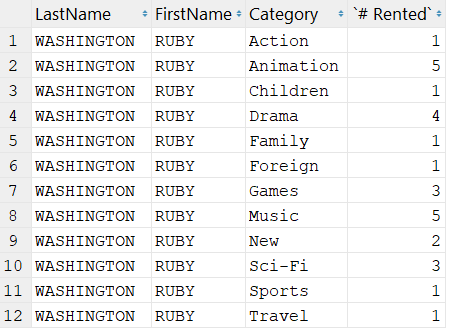 LastName FirstName Category `# Rented`
1 WASHINGTON RUBY Action 1
2 WASHINGTON RUBY Animation 5
3 WASHINGTON RUBY Children 1
4 WASHINGTON RUBY Drama 4
5 WASHINGTON RUBY Family 1
6 WASHINGTON RUBY Foreign 1
7 WASHINGTON RUBY Games 3
8 WASHINGTON RUBY Music 5
9 WASHINGTON RUBY New 2
10 WASHINGTON RUBY Sci-Fi 3
11 WASHINGTON RUBY Sports 1
12 WASHINGTON RUBY Travel 1